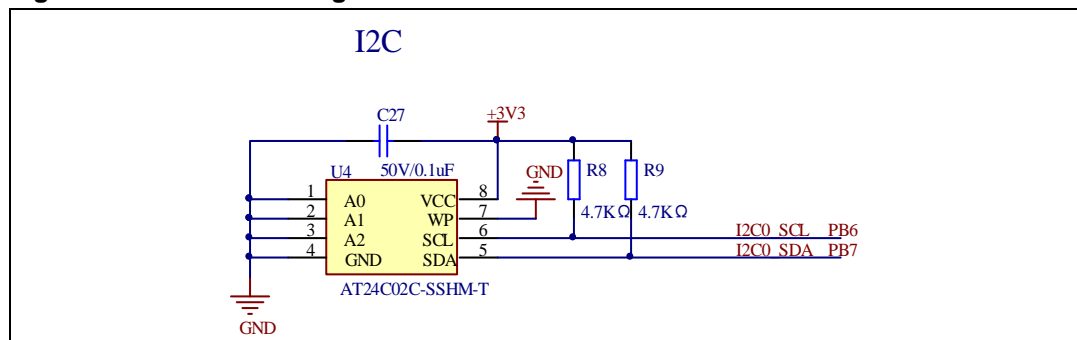 I2C
C27
+3V3
50V/0.1uF
U4
GND
R8
R9
4.7KΩ
4.7KΩ
1
A0
VCC
8
2
A1
WP
7
3
A2
SCL
6
4
GND
SDA
5
I2C0_SCL PB6
I2C0_SDA PB7
AT24C02C-SSHM-T
GND